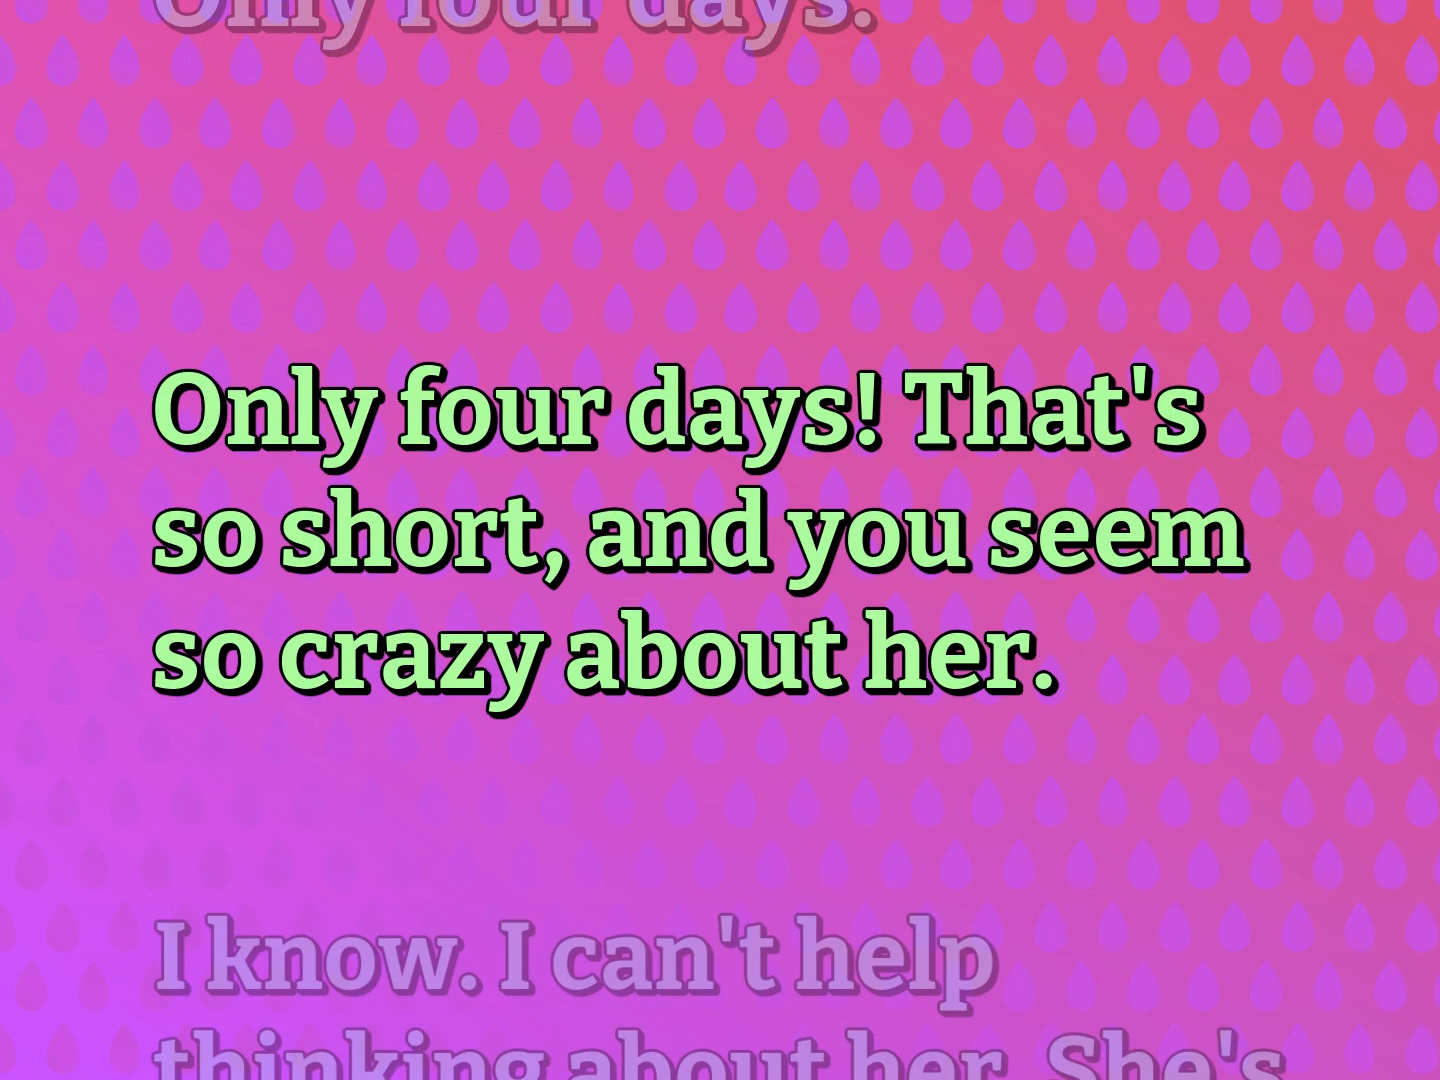 Only four days.
Only four days! That's
so short, and you seem
so crazy about her.
I know. I can't help
thinking about her. She's